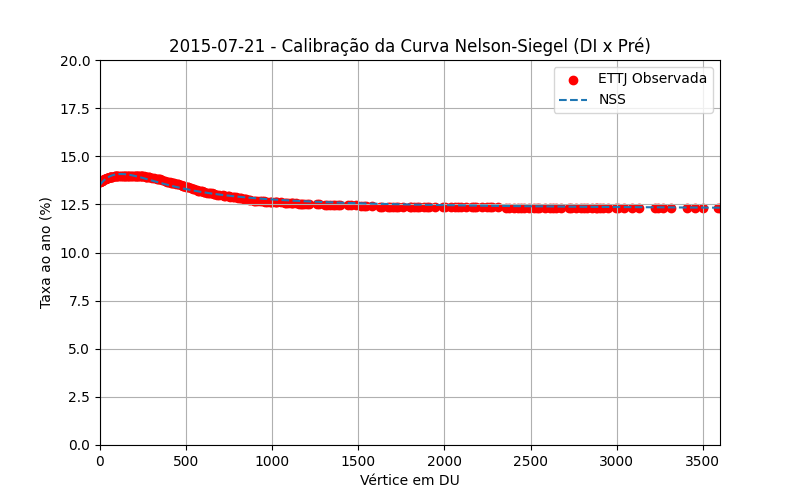 2015-07-21 - Calibração da Curva Nelson-Siegel (DI x Pré)
20.0
17.5
15.0
12.5
10.0
7.5
5.0
2.5
0.0
Taxa ao ano (%)
ETTJ Observada
NSS
0 500 1000 1500 2000 2500 3000 3500
Vértice em DU